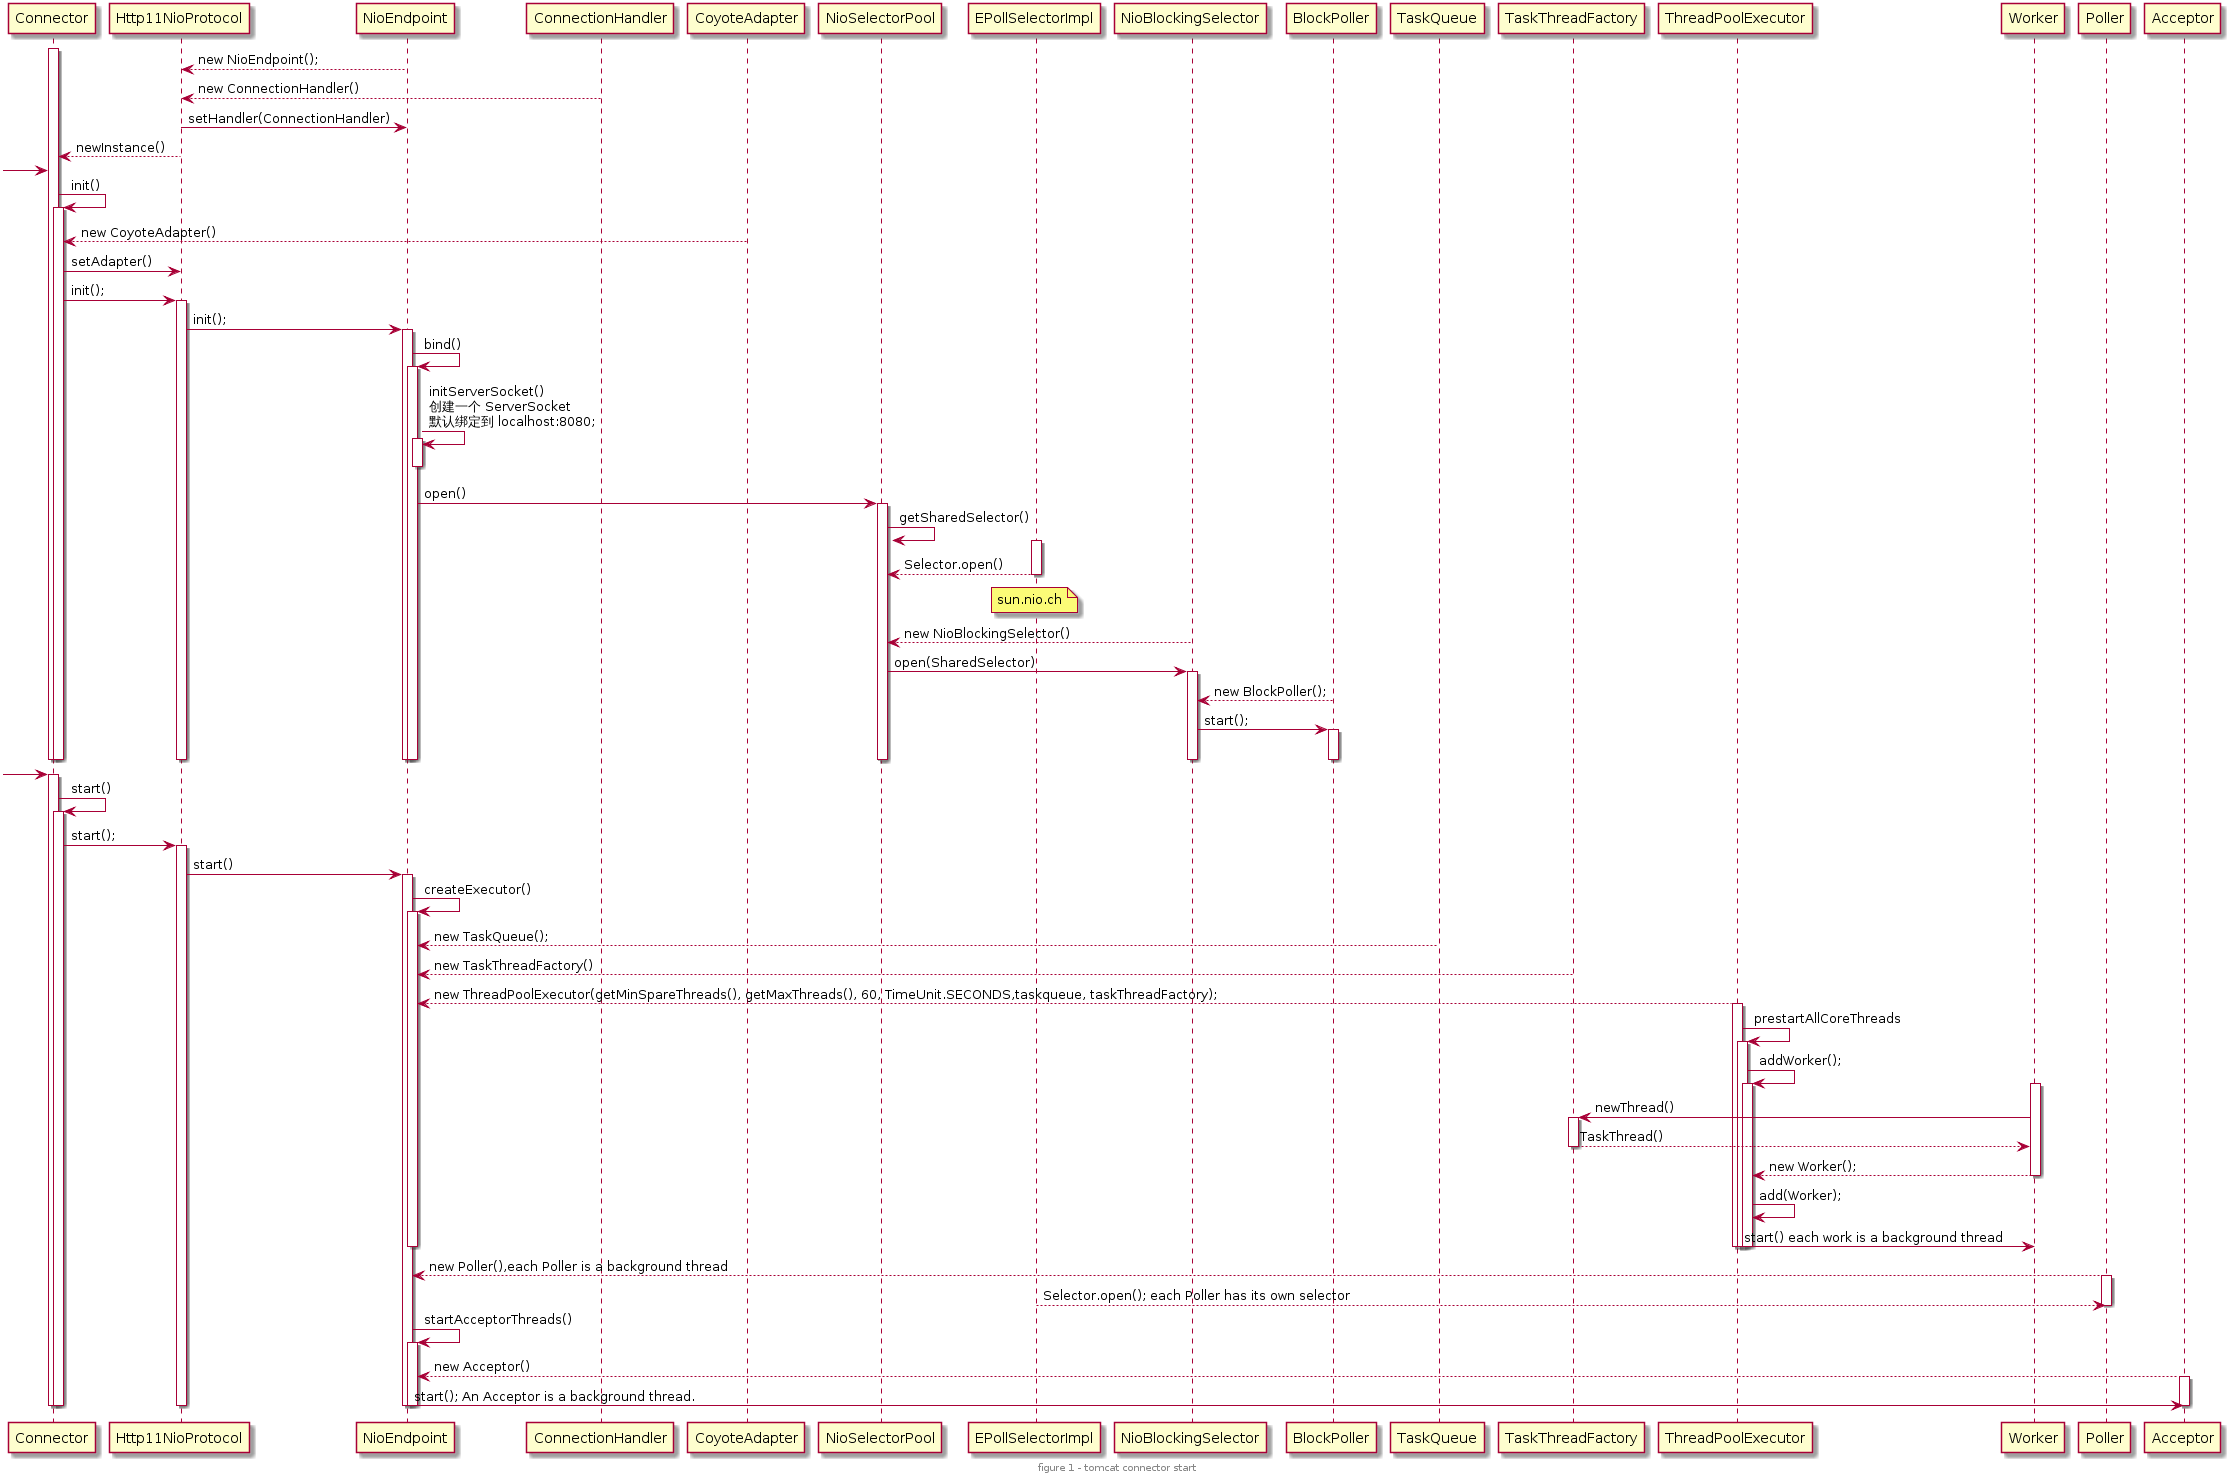 Connector Http11NioProtocol NioEndpoint ConnectionHandler CoyoteAdapter NioSelectorPool EPollSelectorImpl NioBlockingSelector BlockPoller TaskQueue TaskThreadFactory ThreadPoolExecutor Worker Poller Acceptor
new NioEndpoint();
new ConnectionHandler()
setHandler(ConnectionHandler)
newInstance()
init()
new CoyoteAdapter()
setAdapter()
init();
init();
bind()
initServerSocket()
创建一个 ServerSocket
默认绑定到 localhost:8080;
open()
getSharedSelector()
Selector.open()
sun.nio.ch
new NioBlockingSelector()
open(SharedSelector)
new BlockPoller();
start();
start()
start();
start()
createExecutor()
new TaskQueue();
new TaskThreadFactory()
new ThreadPoolExecutor(getMinSpareThreads(), getMaxThreads(), 60, TimeUnit.SECONDS,taskqueue, taskThreadFactory);
prestartAllCoreThreads
addWorker();
newThread()
TaskThread()
new Worker();
add(Worker);
start() each work is a background thread
new Poller(),each Poller is a background thread
Selector.open(); each Poller has its own selector
startAcceptorThreads()
new Acceptor()
start(); An Acceptor is a background thread.
Connector Http11NioProtocol NioEndpoint ConnectionHandler CoyoteAdapter NioSelectorPool EPollSelectorImpl NioBlockingSelector BlockPoller TaskQueue TaskThreadFactory ThreadPoolExecutor Worker Poller Acceptor
figure 1 - tomcat connector start